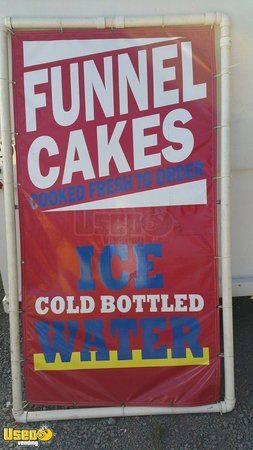 FUNNEL
CAKES
COOKED FRESH TO ORDER
ICE
COLD BOTTLED
WATER
Used
vending